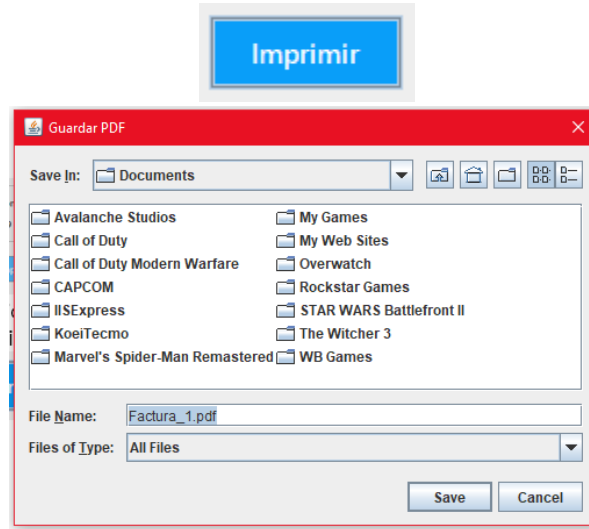 Imprimir
Guardar PDF
Save In: Documents
Avalanche Studios My Games
Call of Duty My Web Sites
Call of Duty Modern Warfare Overwatch
CAPCOM Rockstar Games
IISExpress STAR WARS Battlefront II
KoeiTecmo The Witcher 3
Marvel's Spider-Man Remastered WB Games
File Name: Factura_1.pdf
Files of Type: All Files
Save Cancel